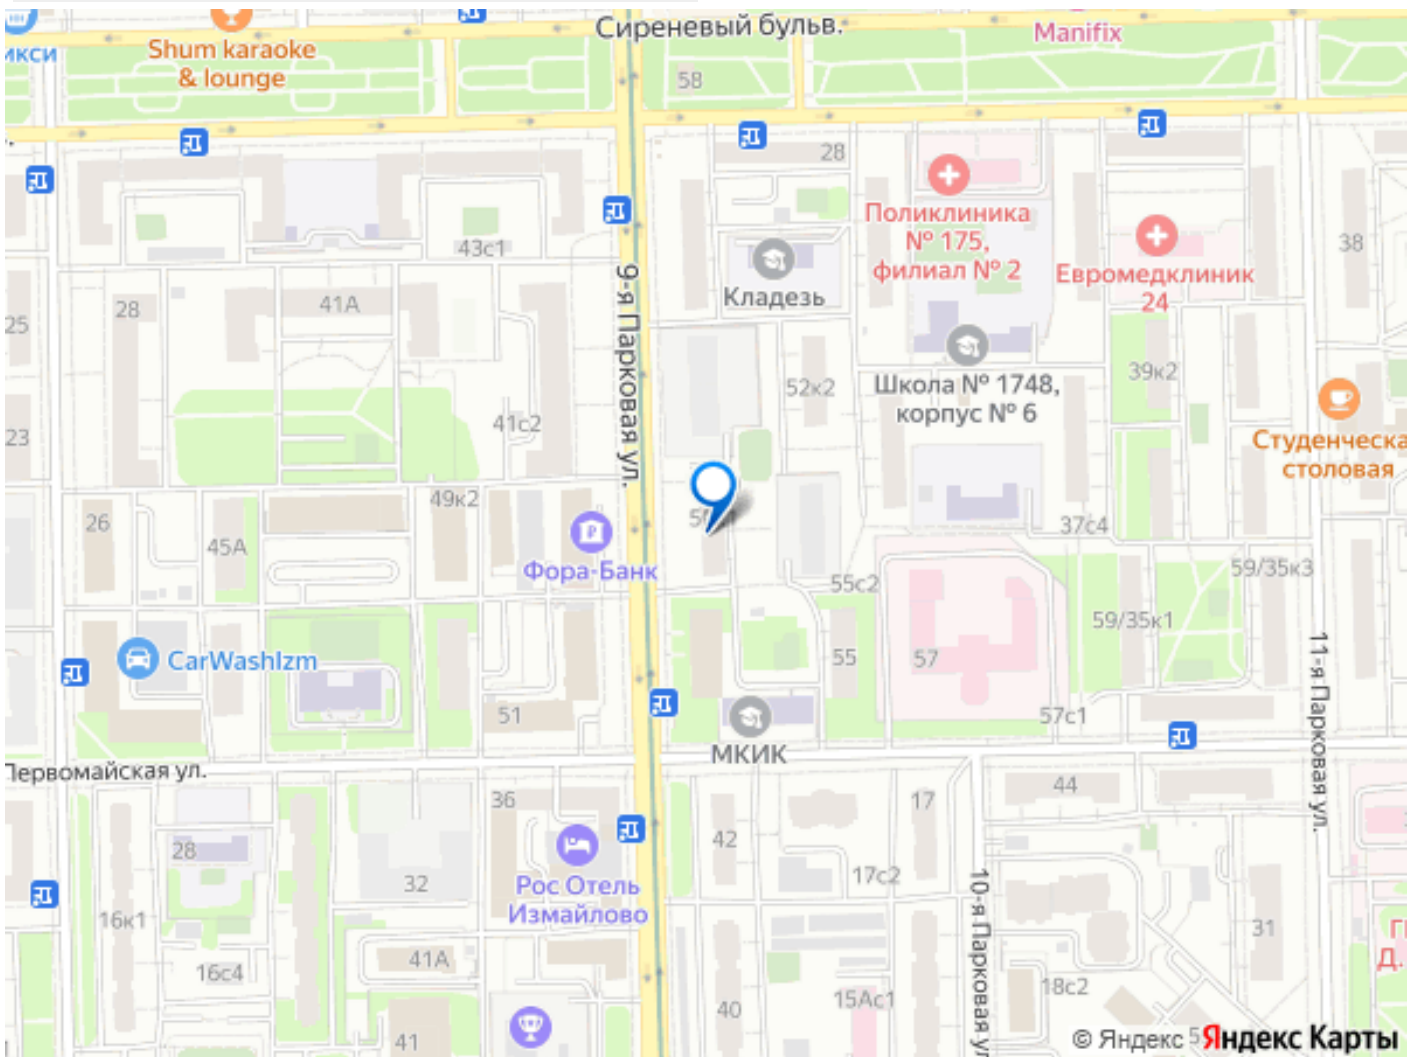 Сиреневый бульв.
Manifix
икси
Shum karaoke
& lounge
58
28
Поликлиника
№ 175,
филиал № 2
Евромедклиник
24
38
43с1
Кладезь
9-я Парковая ул.
28
41А
25
52к2
Школа № 1748,
корпус № 6
39к2
41с2
23
Студенческа
столовая
49к2
26
45А
Фора-Банк
37с4
55с2
59/35к3
59/35к1
CarWashIzm
55
57
11-я Парковая ул.
51
57с1
МКИК
Первомайская ул.
36
44
17
42
28
32
17с2
Рос Отель
Измайлово
10-я Парковая ул
16к1
31
41А
16с4
18с2
15Ас1
40
41
Д.
© Яндекс
5
Яндекс Карты